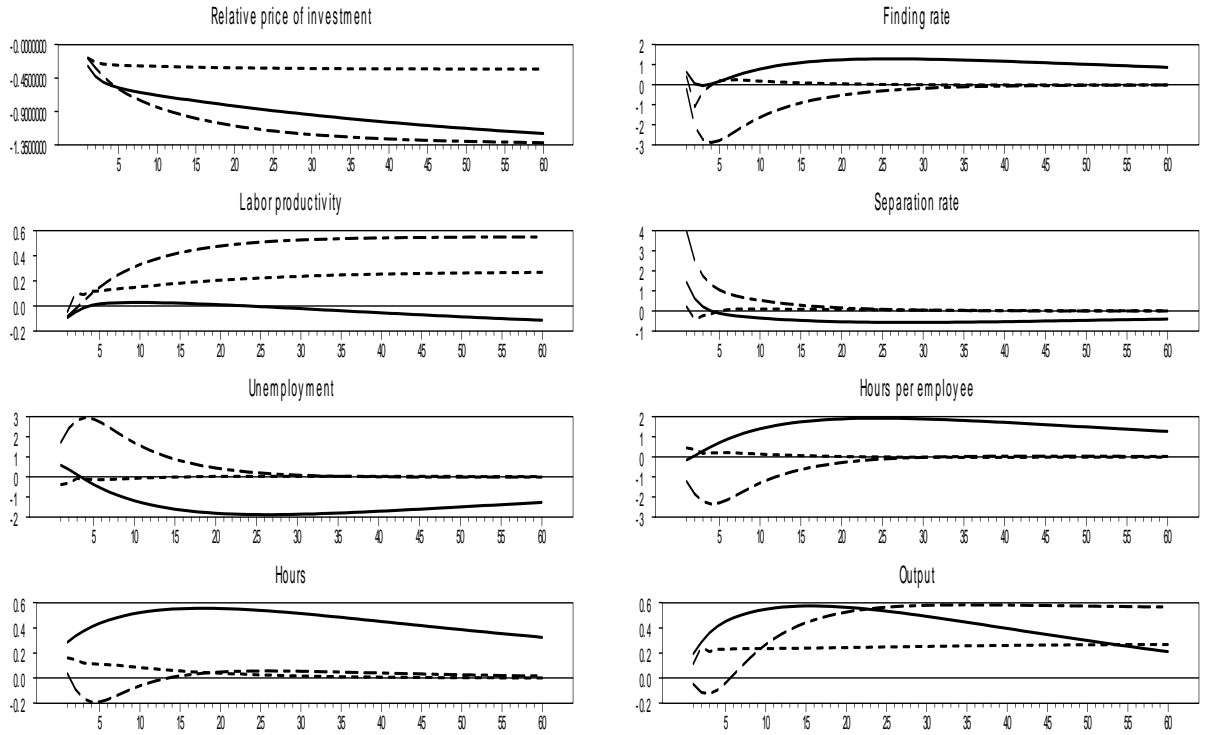 Relative price of investment
-0.0000000
-0.4500000
-0.9000000
-1.3500000
5 10 15 20 25 30 35 40 45 50 55 60
Finding rate
2
1
0
-1
-2
-3
5 10 15 20 25 30 35 40 45 50 55 60
Labor productivity
0.6
0.4
0.2
0.0
-0.2
5 10 15 20 25 30 35 40 45 50 55 60
Separation rate
4
3
2
1
0
-1
5 10 15 20 25 30 35 40 45 50 55 60
Unemployment
3
2
1
0
-1
-2
5 10 15 20 25 30 35 40 45 50 55 60
Hours per employee
2
1
0
-1
-2
-3
5 10 15 20 25 30 35 40 45 50 55 60
Hours
0.6
0.4
0.2
0.0
-0.2
5 10 15 20 25 30 35 40 45 50 55 60
Output
0.6
0.4
0.2
0.0
-0.2
5 10 15 20 25 30 35 40 45 50 55 60